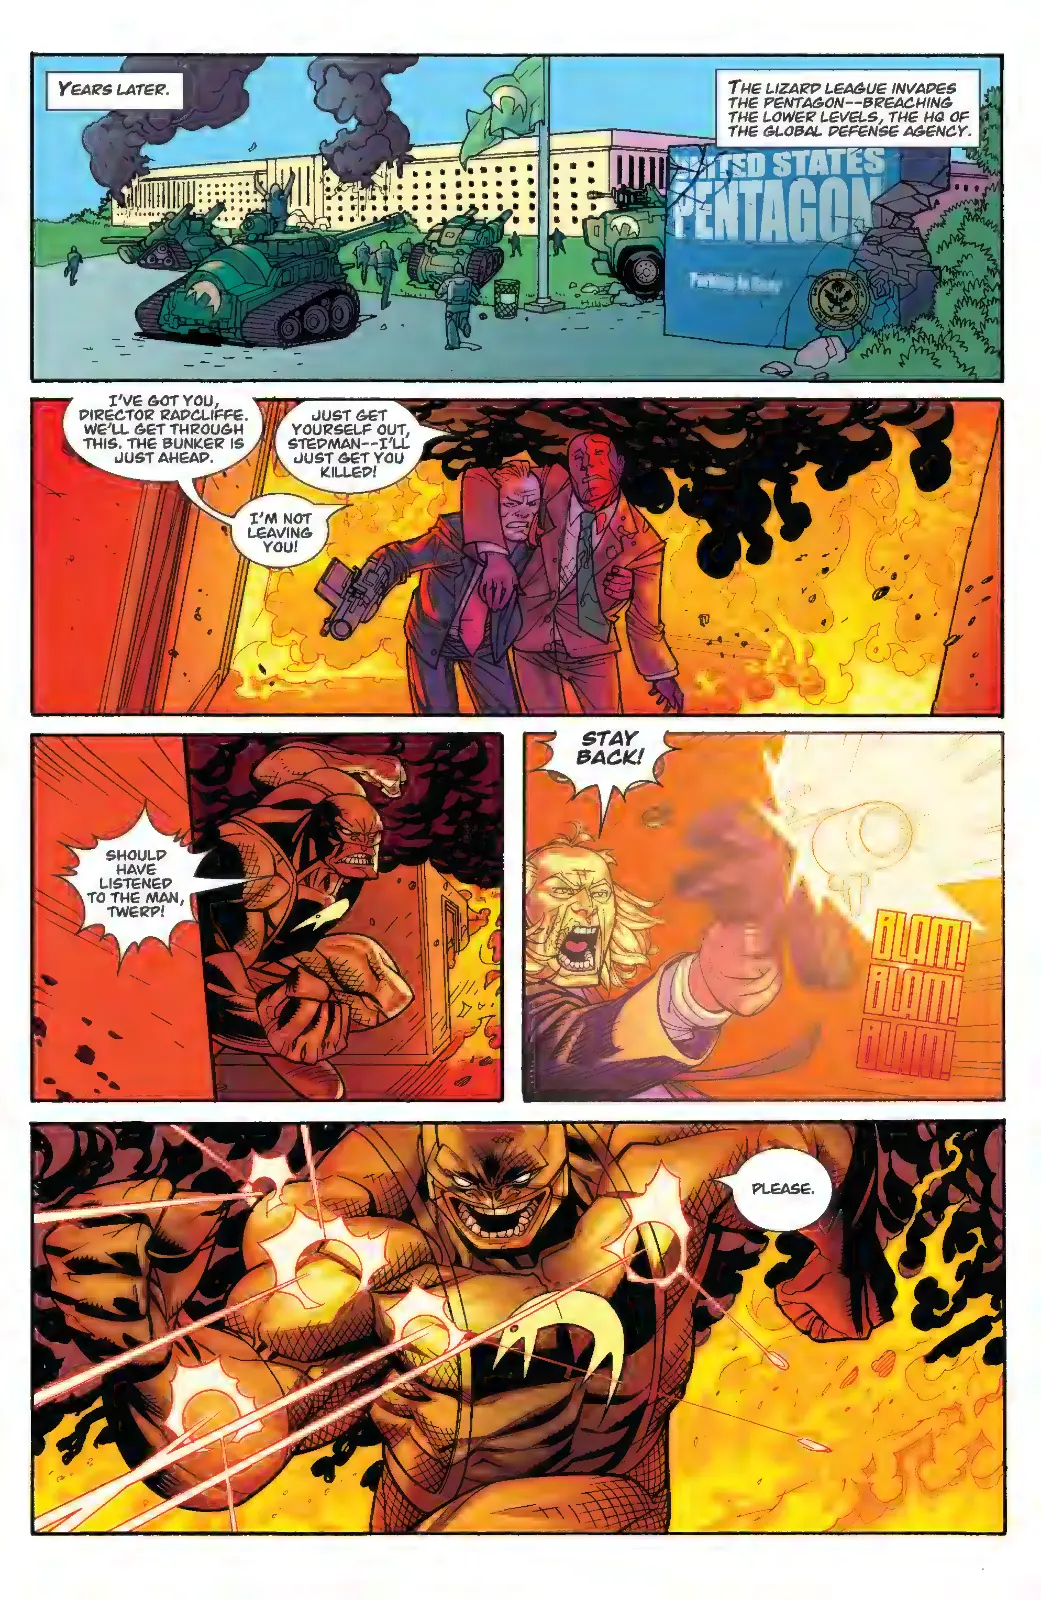 YEARS LATER.
THE LIZARD LEAGUE INVADES
THE PENTAGON--BREACHING
THE LOWER LEVELS, THE HQ OF
THE GLOBAL DEFENSE AGENCY.
UNITED STATES
PENTAGON
I'VE GOT YOU,
DIRECTOR RADCLIFFE.
WE'LL GET THROUGH
THIS. THE BUNKER IS
JUST AHEAD.
JUST GET
YOURSELF OUT,
STEDMAN--I'LL
JUST GET YOU
KILLED!
I'M NOT
LEAVING
YOU!
SHOULD
HAVE
LISTENED
TO THE MAN,
TWERP!
STAY
BACK!
BLAM!
BLAM!
BLAM!
PLEASE.